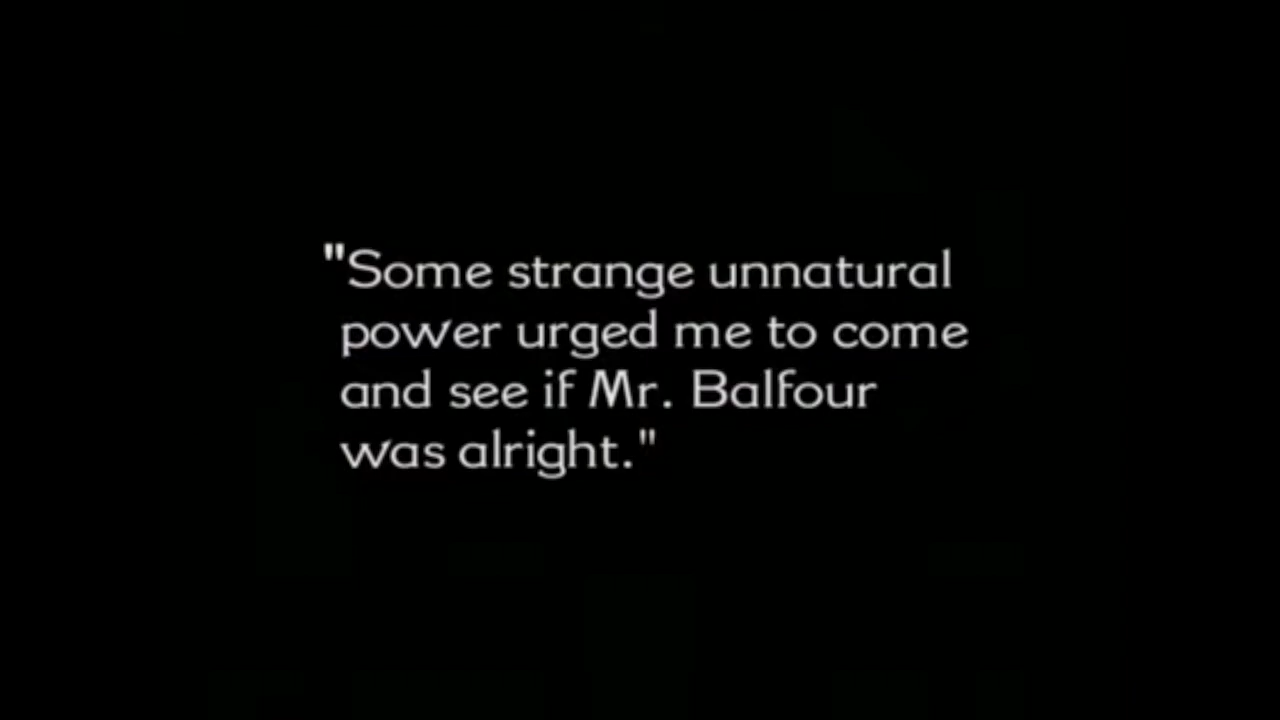 "Some strange unnatural
power urged me to come
and see if Mr. Balfour
was alright."